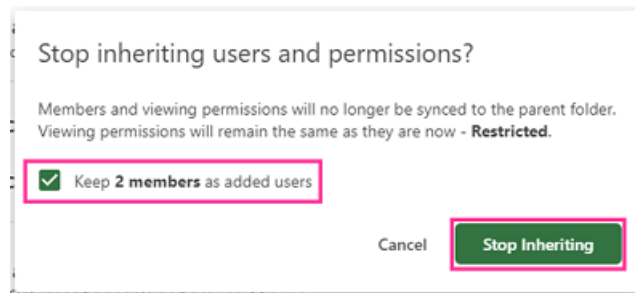 Stop inheriting users and permissions?
Members and viewing permissions will no longer be synced to the parent folder.
Viewing permissions will remain the same as they are now - Restricted.
Keep 2 members as added users
Cancel
Stop Inheriting